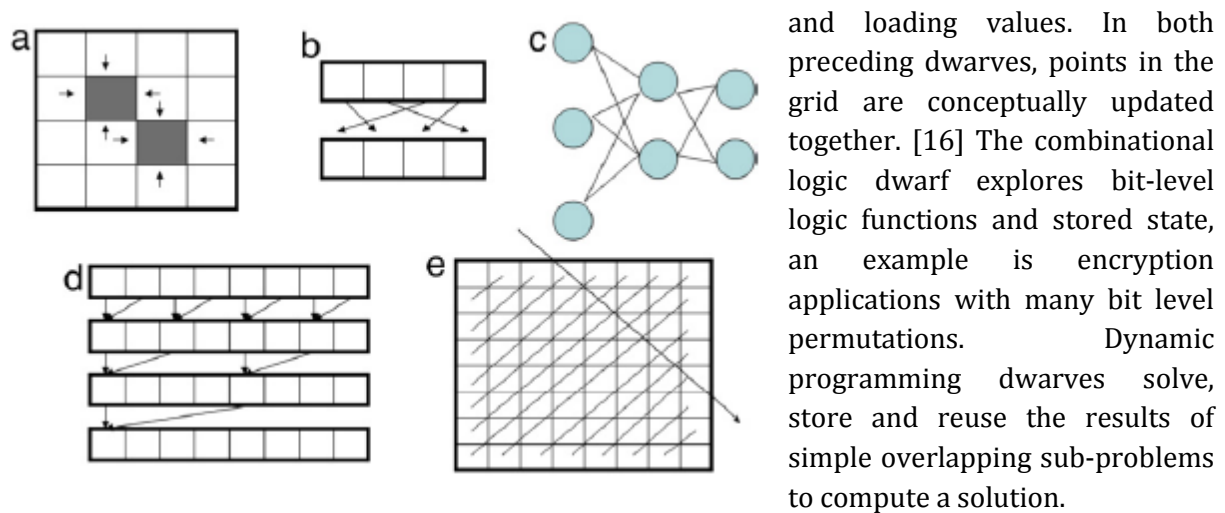 a
b
c
d
e
and loading values. In both
preceding dwarves, points in the
grid are conceptually updated
together. [16] The combinational
logic dwarf explores bit-level
logic functions and stored state,
an example is encryption
applications with many bit level
permutations. Dynamic
programming dwarves solve,
store and reuse the results of
simple overlapping sub-problems
to compute a solution.